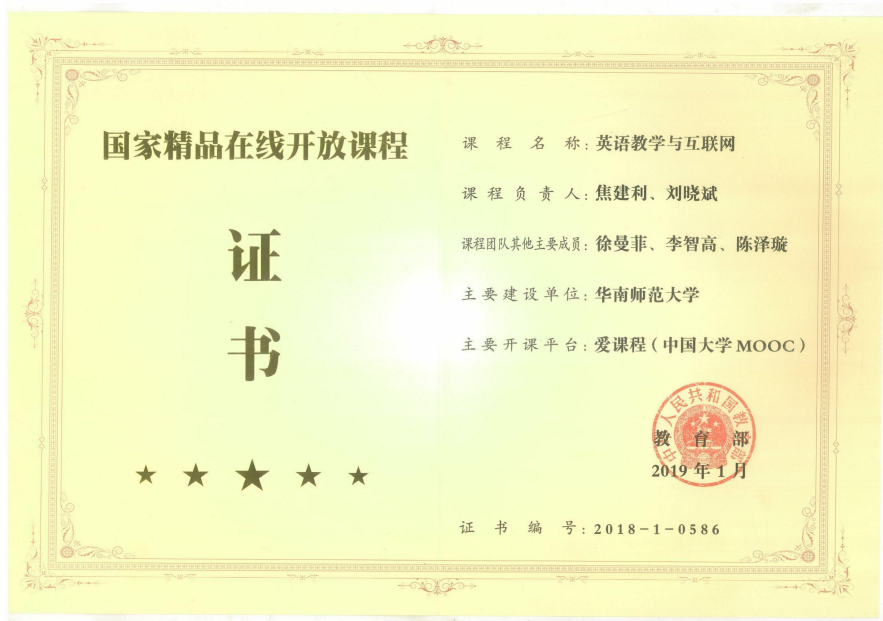 国家精品在线开放课程
证
书
课程名称：英语教学与互联网
课程负责人：焦建利、刘晓斌
课程团队其他主要成员：徐曼菲、李智高、陈泽璇
主要建设单位：华南师范大学
主要开课平台：爱课程（中国大学MOOC）
中华人民共和国教育部
教育部
2019年1月
证书编号：2018-1-0586